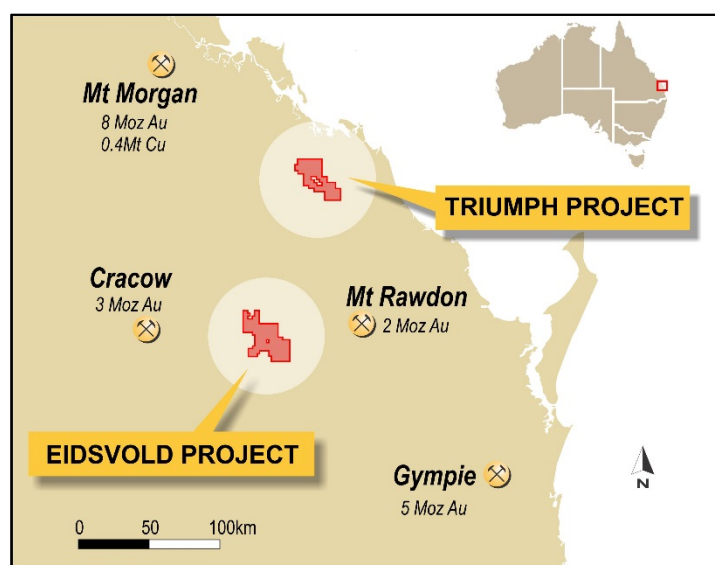 Mt Morgan
8 Moz Au
0.4Mt Cu
TRIUMPH PROJECT
Cracow
3 Moz Au
Mt Rawdon
2 Moz Au
EIDSVOLD PROJECT
Gympie
5 Moz Au
N
0 50 100km